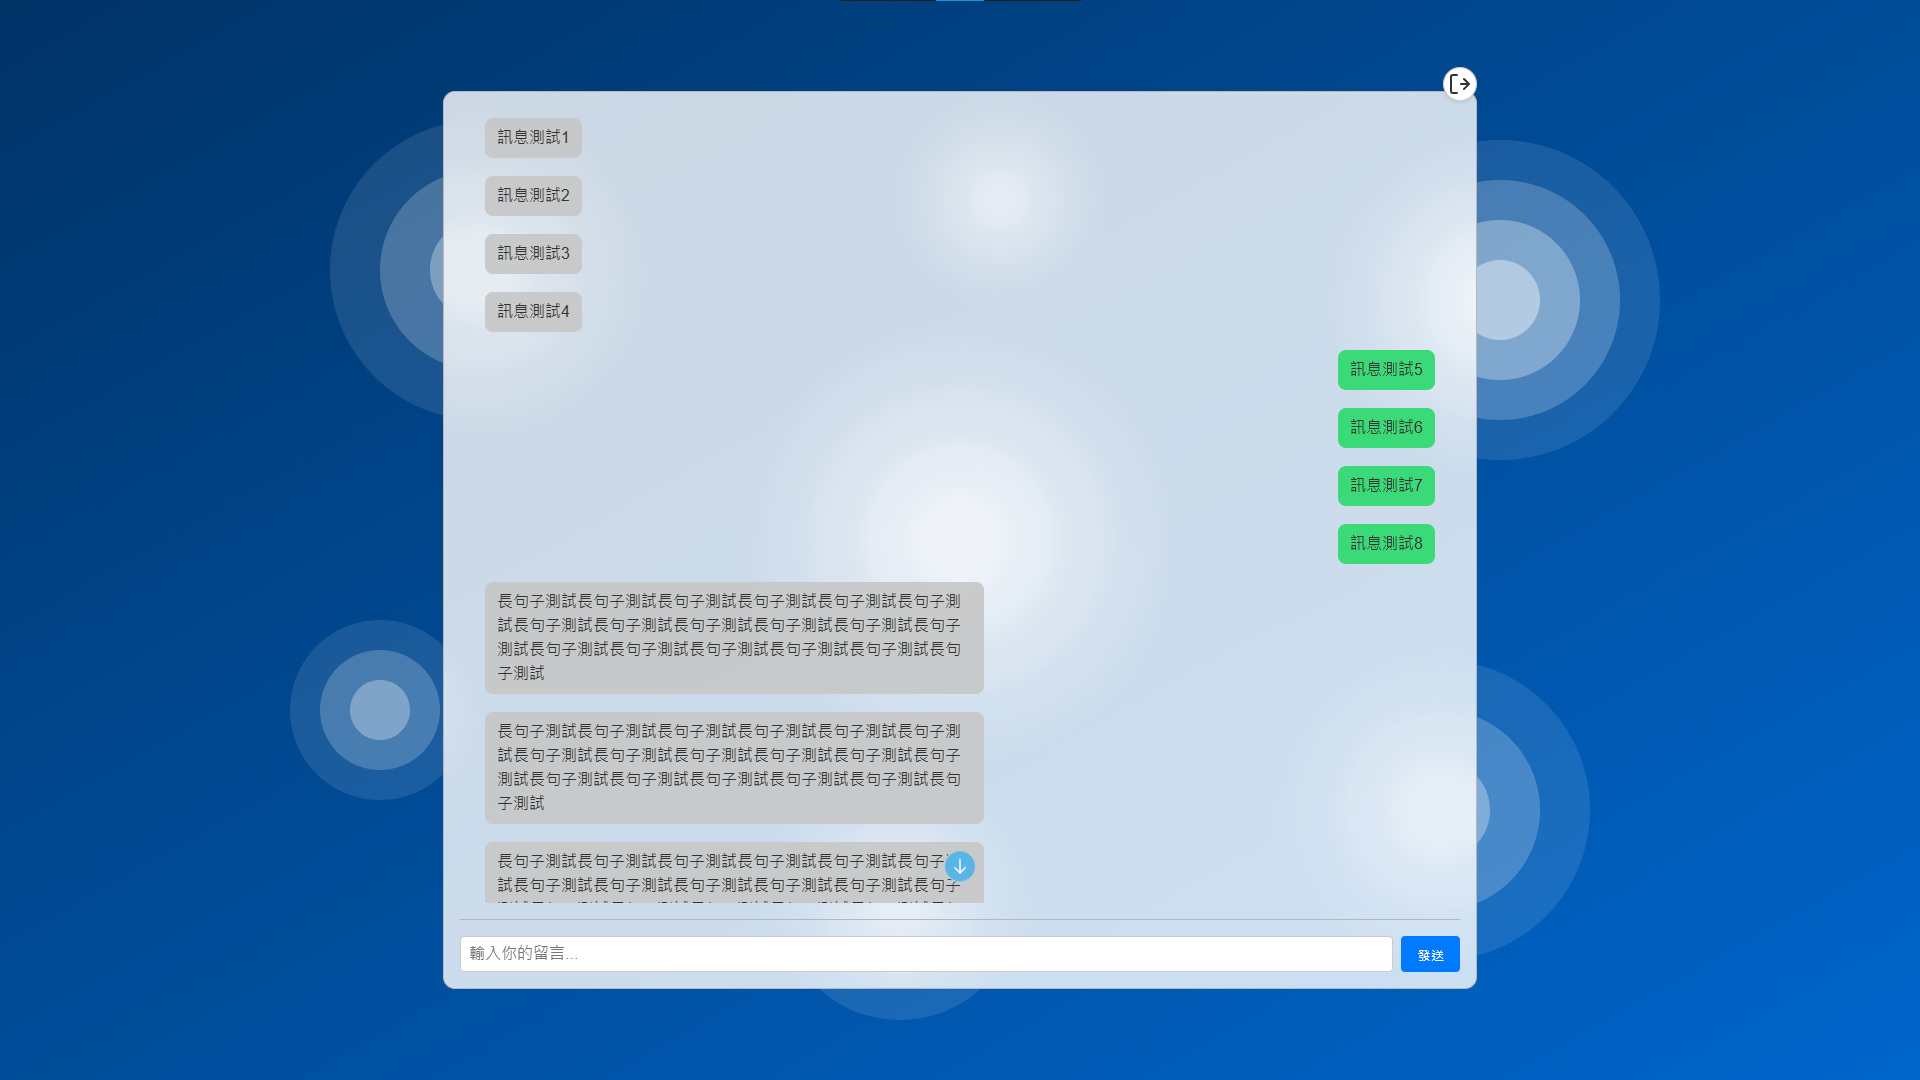 訊息測試1
訊息測試2
訊息測試3
訊息測試4
訊息測試5
訊息測試6
訊息測試7
訊息測試8
長句子測試長句子測試長句子測試長句子測試長句子測試長句子測
試長句子測試長句子測試長句子測試長句子測試長句子測試長句子
測試長句子測試長句子測試長句子測試長句子測試長句子測試長句
子測試
長句子測試長句子測試長句子測試長句子測試長句子測試長句子測
試長句子測試長句子測試長句子測試長句子測試長句子測試長句子
測試長句子測試長句子測試長句子測試長句子測試長句子測試長句
子測試
長句子測試長句子測試長句子測試長句子測試長句子測試長句子
試長句子測試長句子測試長句子測試長句子測試長句子測試長句子
輸入你的留言...
發送